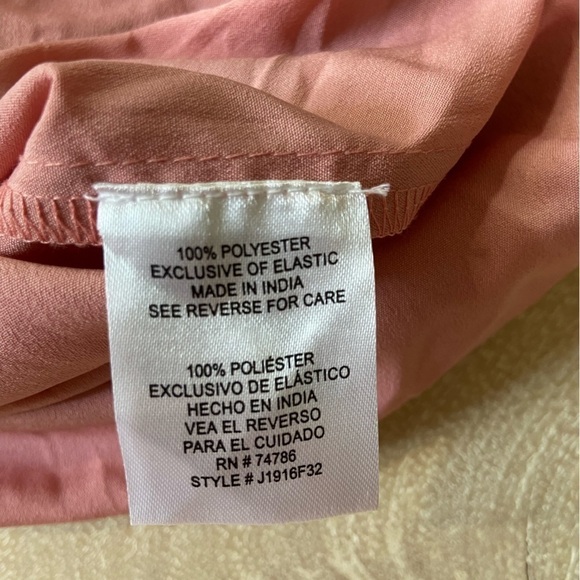 100% POLYESTER
EXCLUSIVE OF ELASTIC
MADE IN INDIA
SEE REVERSE FOR CARE
100% POLIÉSTER
EXCLUSIVO DE ELÁSTICO
HECHO EN INDIA
VEA EL REVERSO
PARA EL CUIDADO
RN # 74786
STYLE # J1916F32